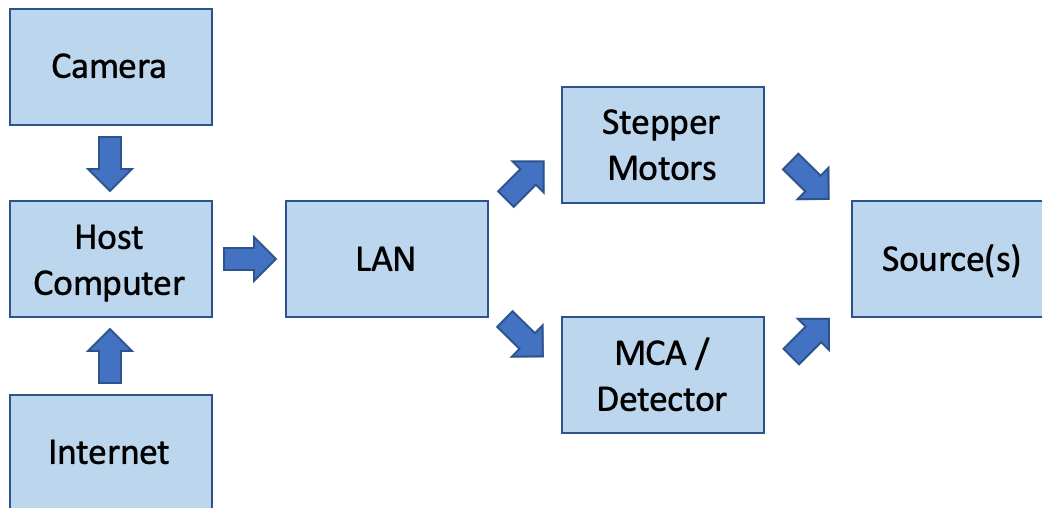 Camera
Host
Computer
Internet
LAN
Stepper
Motors
MCA /
Detector
Source(s)